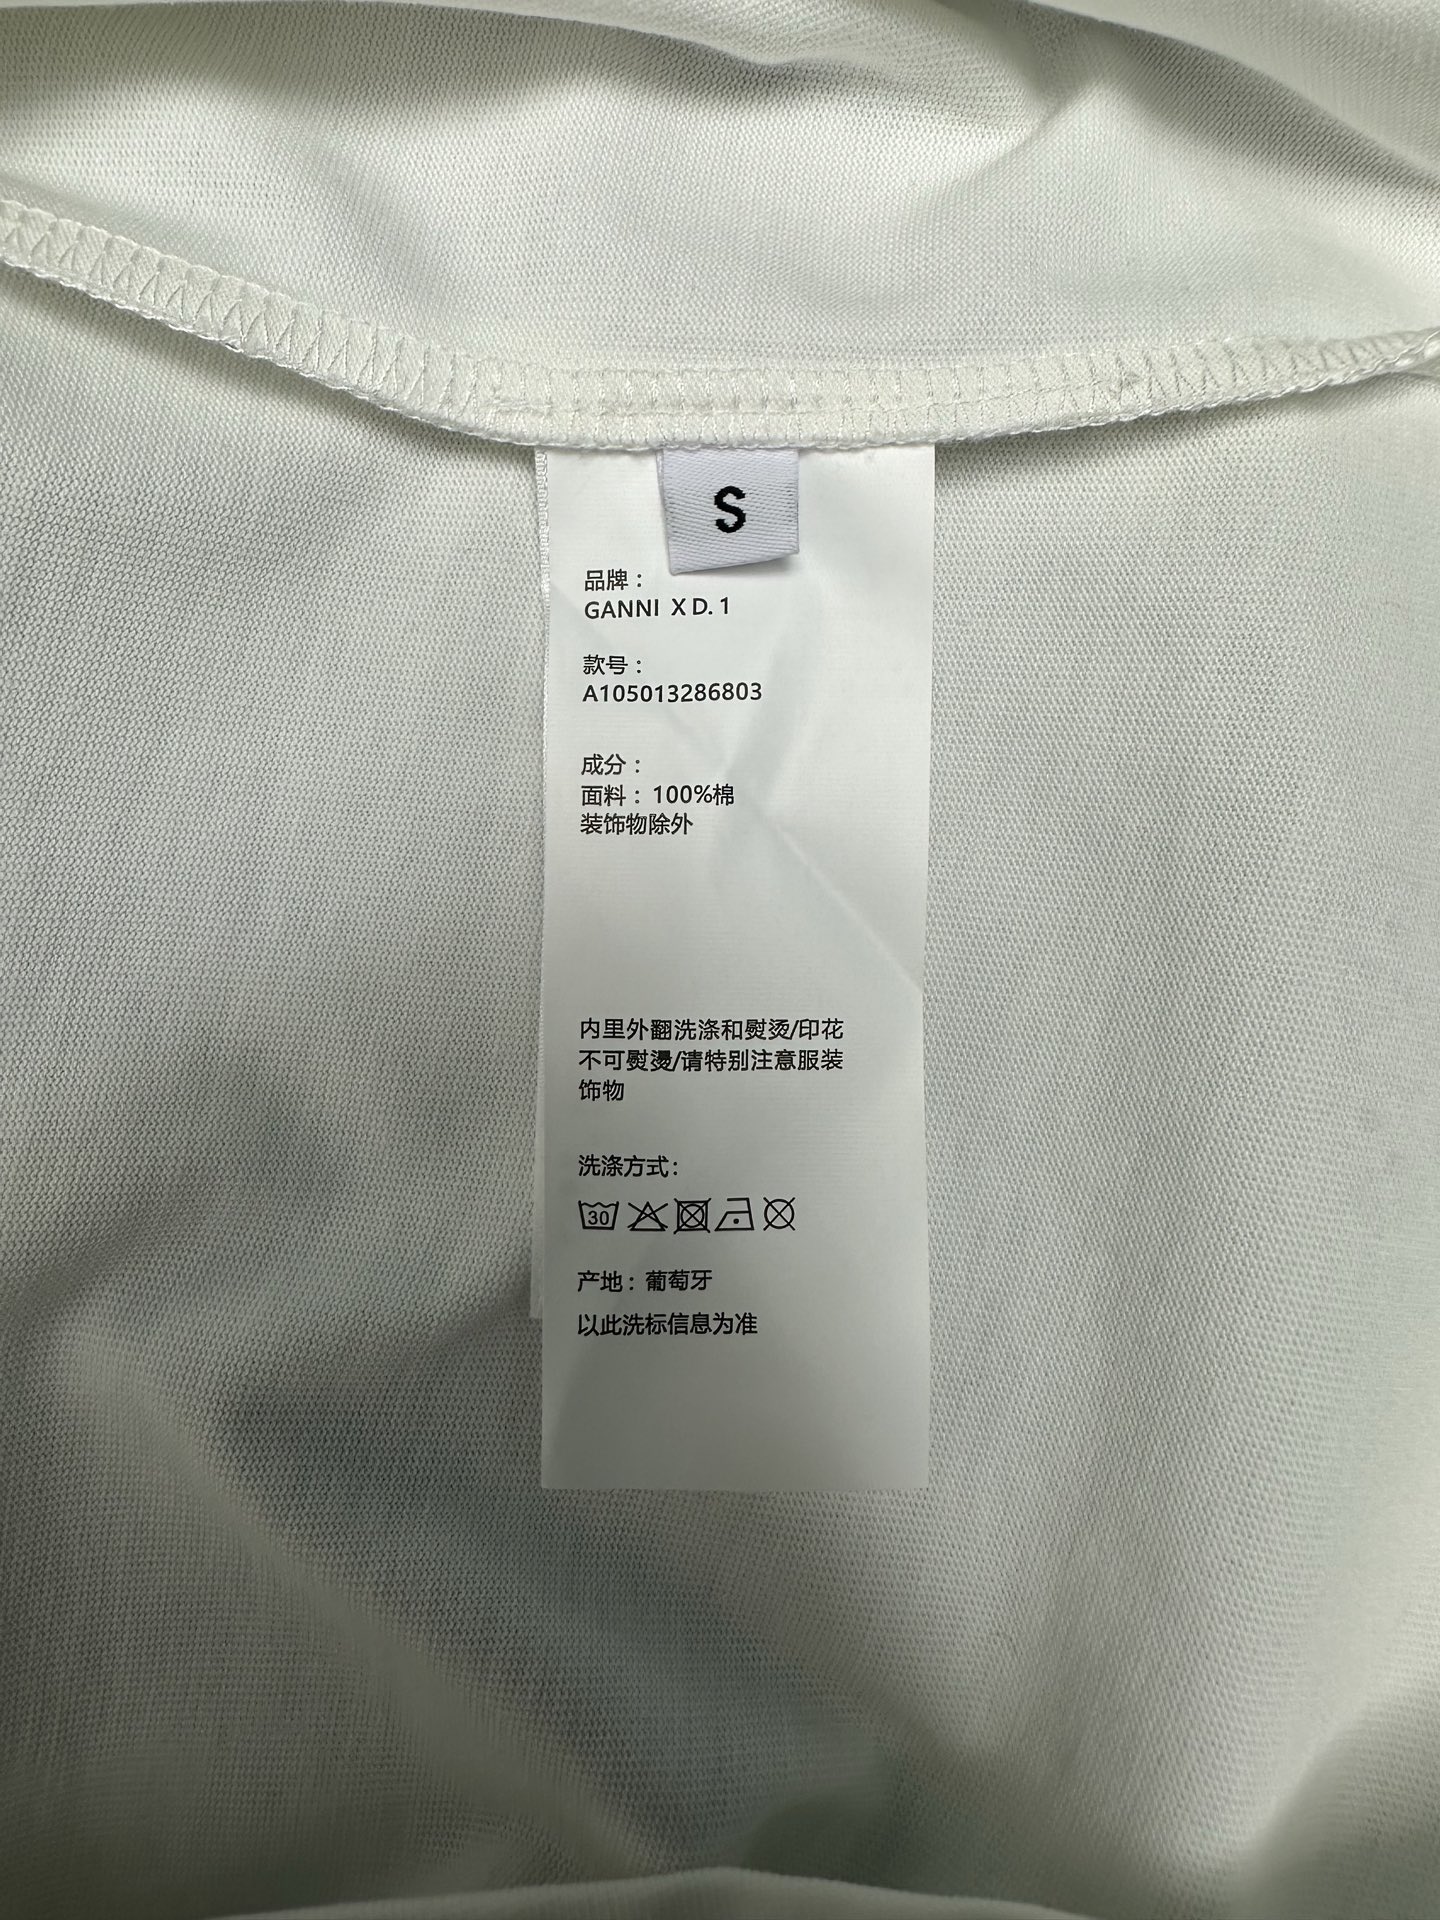 S
品牌：
GANNI X D. 1
款号：
A105013286803
成分：
面料：100%棉
装饰物除外
内里外翻洗涤和熨烫/印花
不可熨燙/请特别注意服装
饰物
洗涤方式：
30
产地：葡萄牙
以此洗标信息为准